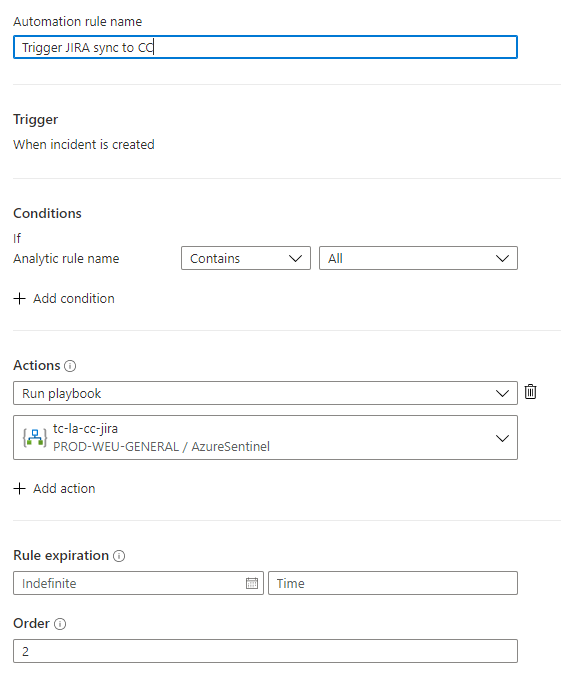 Automation rule name
Trigger JIRA sync to CC
Trigger
When incident is created
Conditions
If
Analytic rule name Contains All
Add condition
Actions
Run playbook
tc-la-cc-jira
PROD-WEU-GENERAL / AzureSentinel
Add action
Rule expiration
Indefinite Time
Order
2